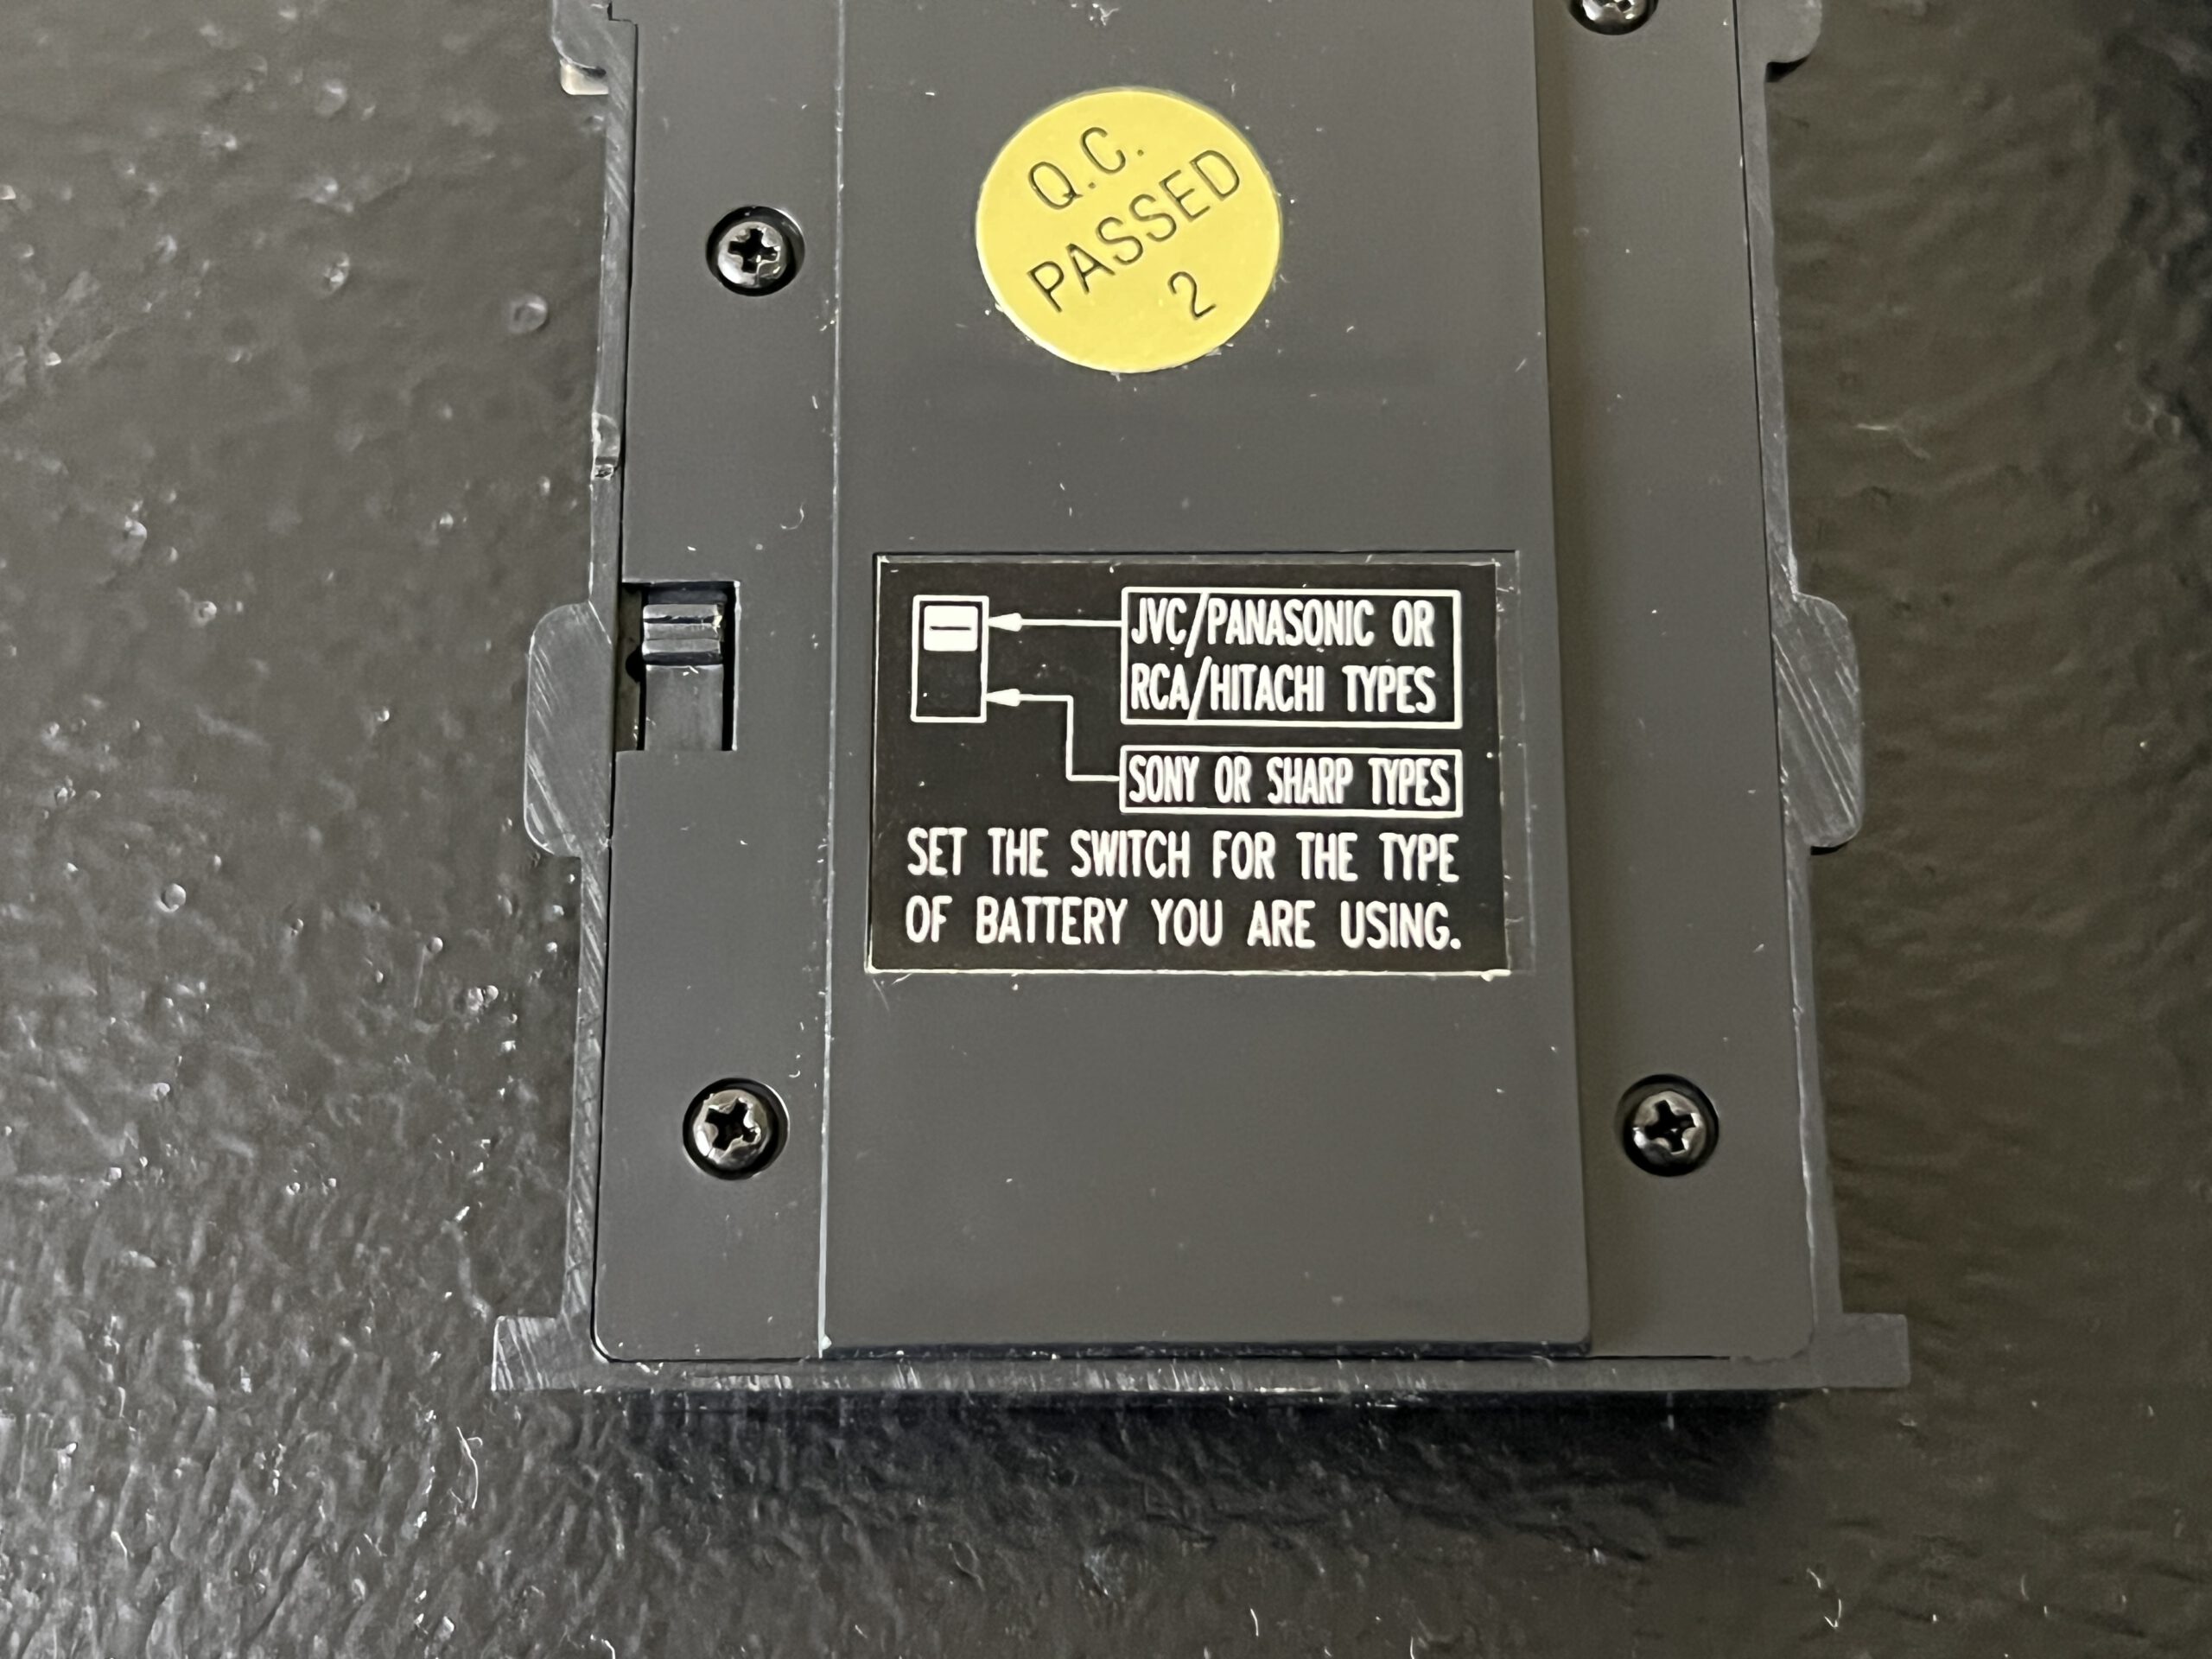 Q.C.
PASSED
2
JVC/PANASONIC OR
RCA/HITACHI TYPES
SONY OR SHARP TYPES
SET THE SWITCH FOR THE TYPE
OF BATTERY YOU ARE USING.